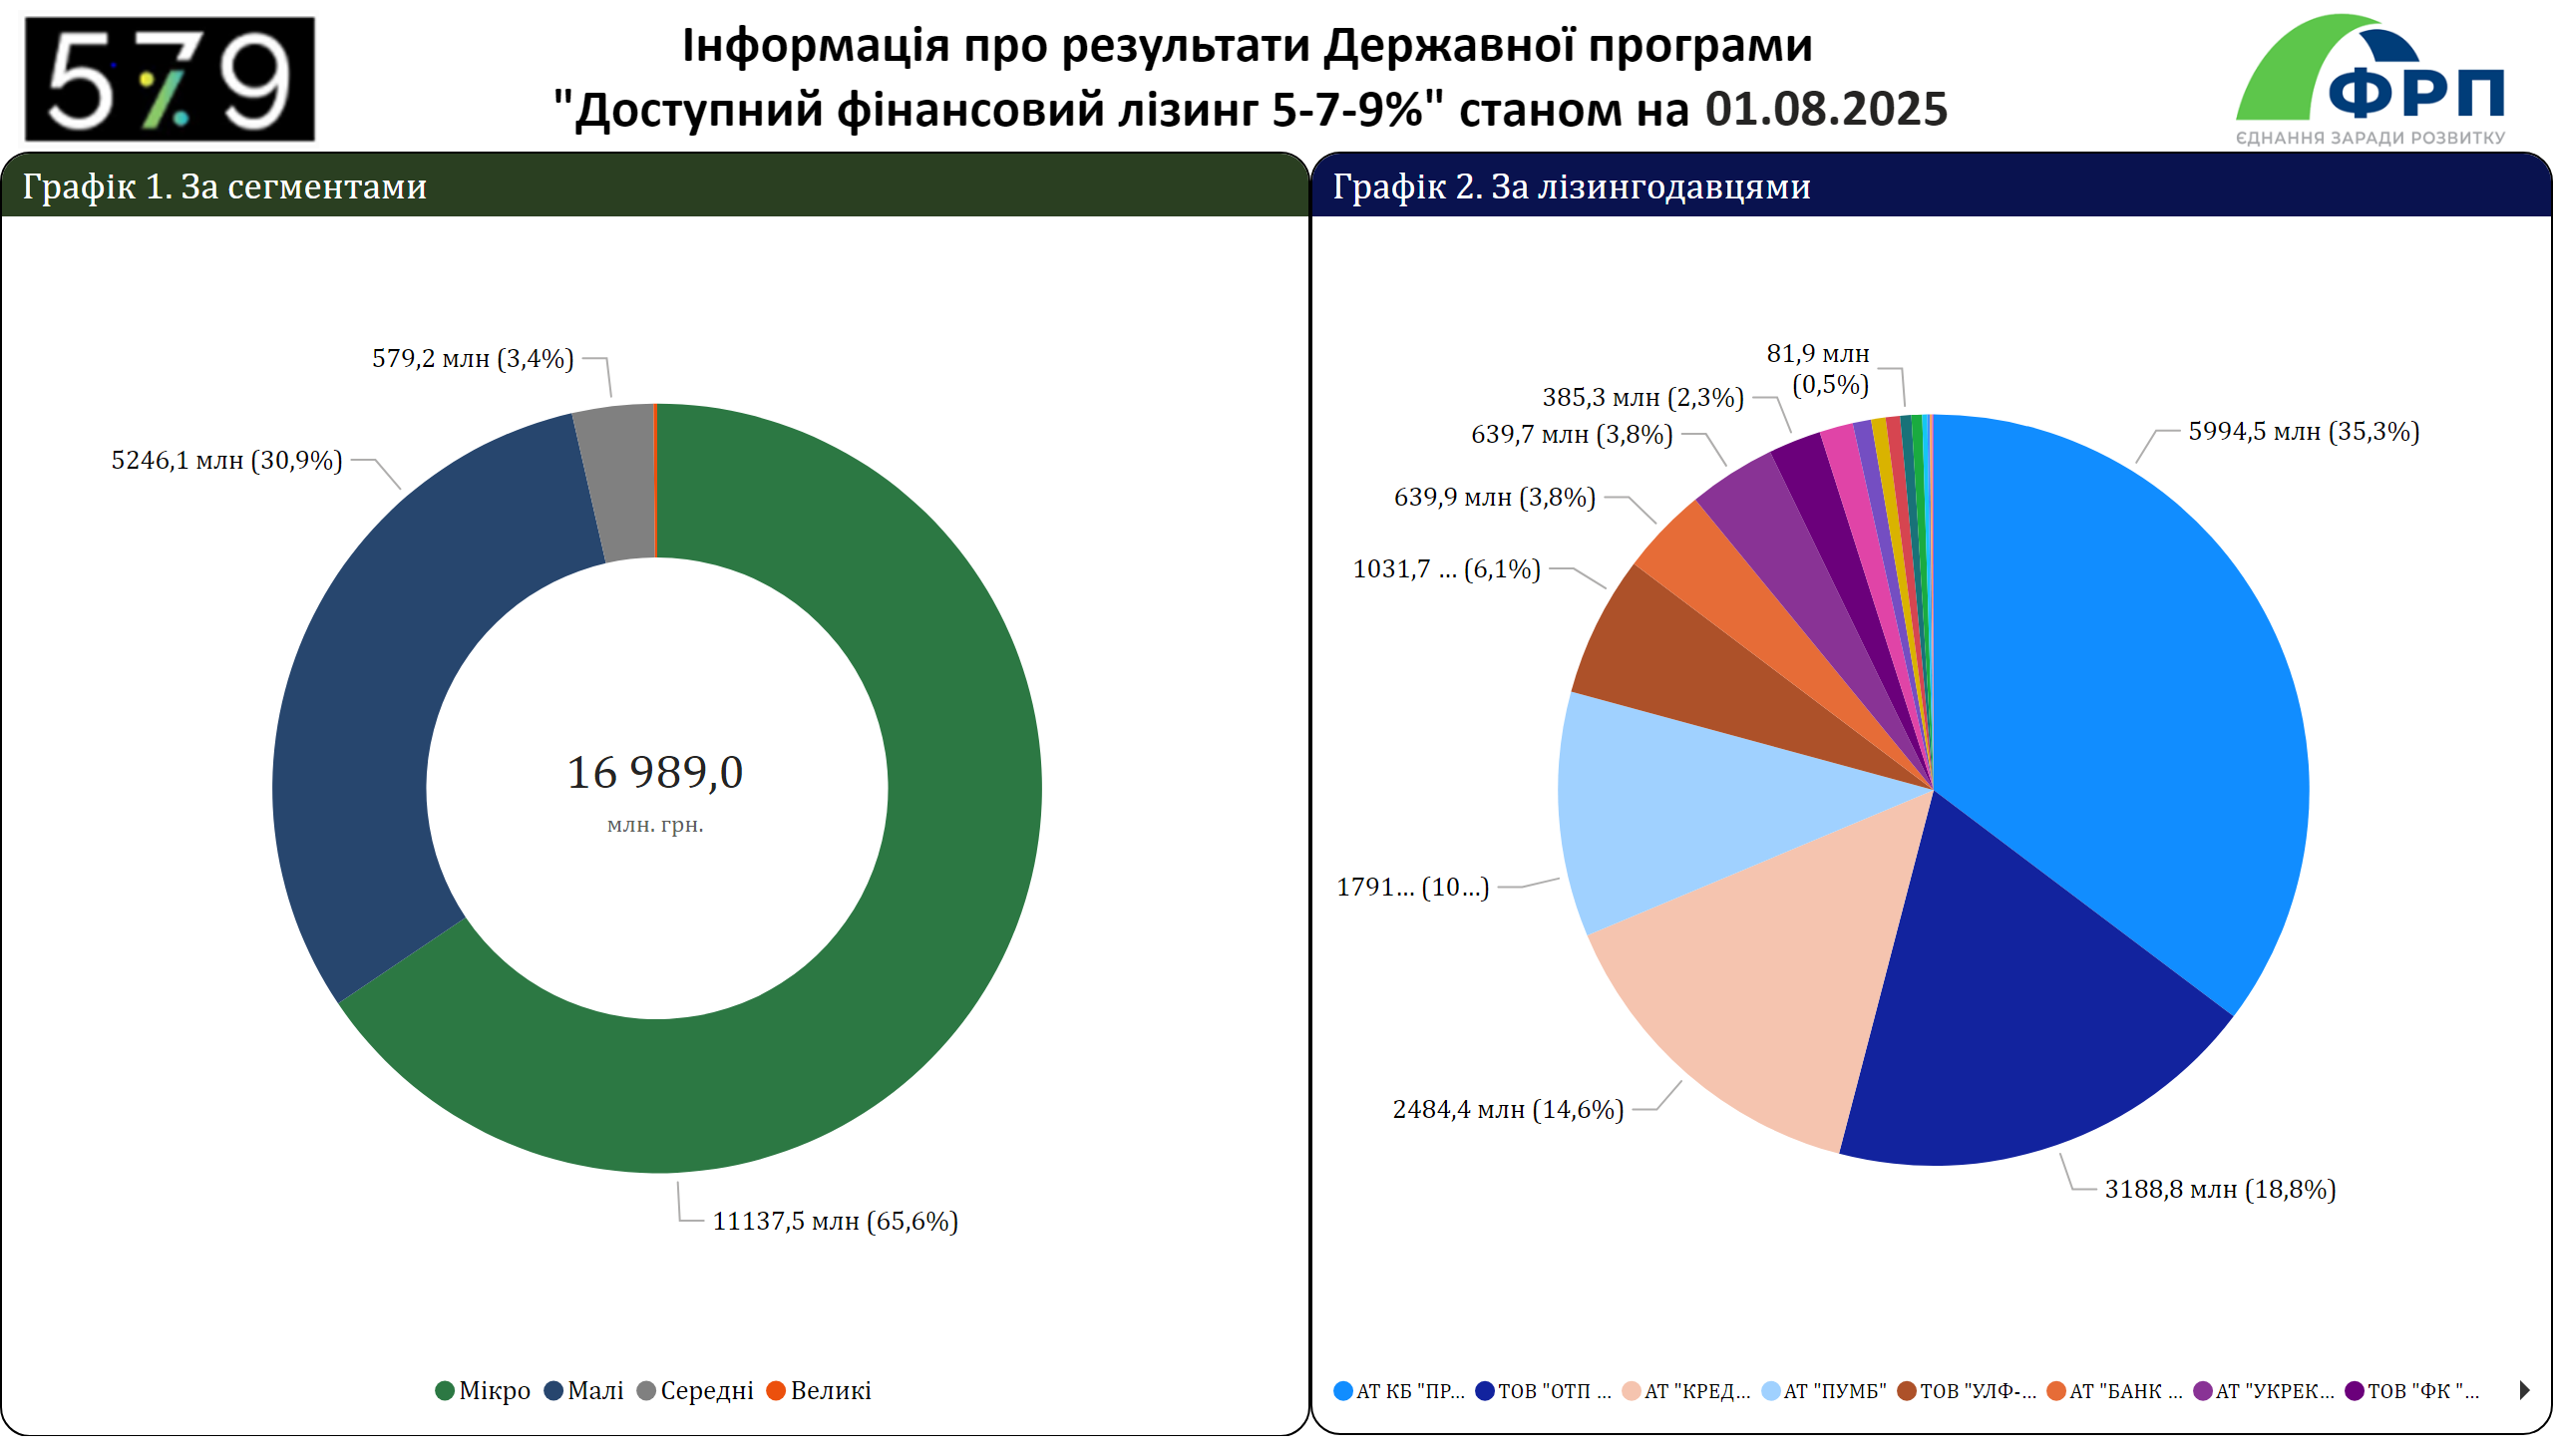 579
Інформація про результати Державної програми
"Доступний фінансовий лізинг 5-7-9%" станом на 01.08.2025
ФРП
ЄДНАННЯ ЗАРАДИ РОЗВИТКУ
Графік 1. За сегментами
579,2 млн (3,4%)
5246,1 млн (30,9%)
16 989,0
млн. грн.
11137,5 млн (65,6%)
Мікро Малі Середні Великі
Графік 2. За лізингодавцями
81,9 млн
(0,5%)
385,3 млн (2,3%)
5994,5 млн (35,3%)
639,7 млн (3,8%)
639,9 млн (3,8%)
1031,7 ... (6,1%)
1791... (10...)
2484,4 млн (14,6%)
3188,8 млн (18,8%)
АТ КБ "ПР... ТОВ "ОТП ... АТ "КРЕД... АТ "ПУМБ" ТОВ "УЛФ-... АТ "БАНК ... АТ "УКРЕК... ТОВ "ФК "...